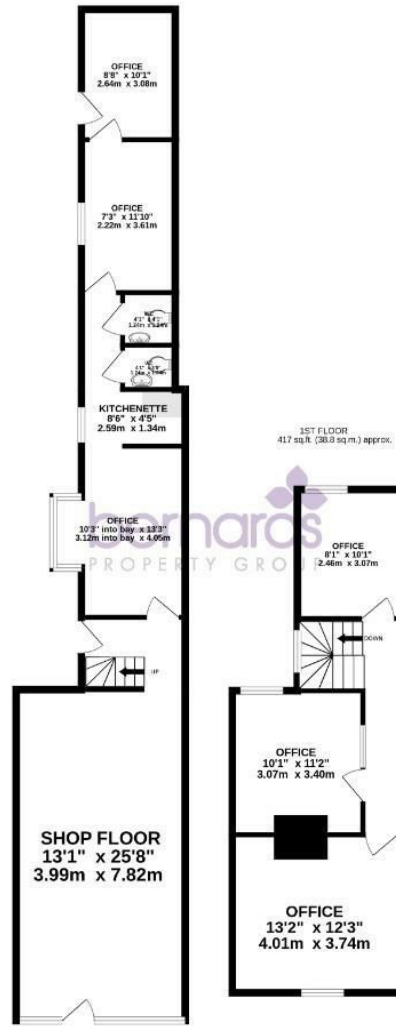 OFFICE
8'8" x 10'1"
2.64m x 3.08m
OFFICE
7'3" x 11'10"
2.22m x 3.61m
KITCHENETTE
8'6" x 4'5"
2.59m x 1.34m
OFFICE
10'3" into bay x 13'3"
3.12m into bay x 4.05m
UP
SHOP FLOOR
13'1" x 25'8"
3.99m x 7.82m
1ST FLOOR
417 sq.ft. (38.8 sq.m.) approx.
OFFICE
8'1" x 10'1"
2.46m x 3.07m
DOWN
OFFICE
10'1" x 11'2"
3.07m x 3.40m
OFFICE
13'2" x 12'3"
4.01m x 3.74m
bernards
PROPERTY GROUP